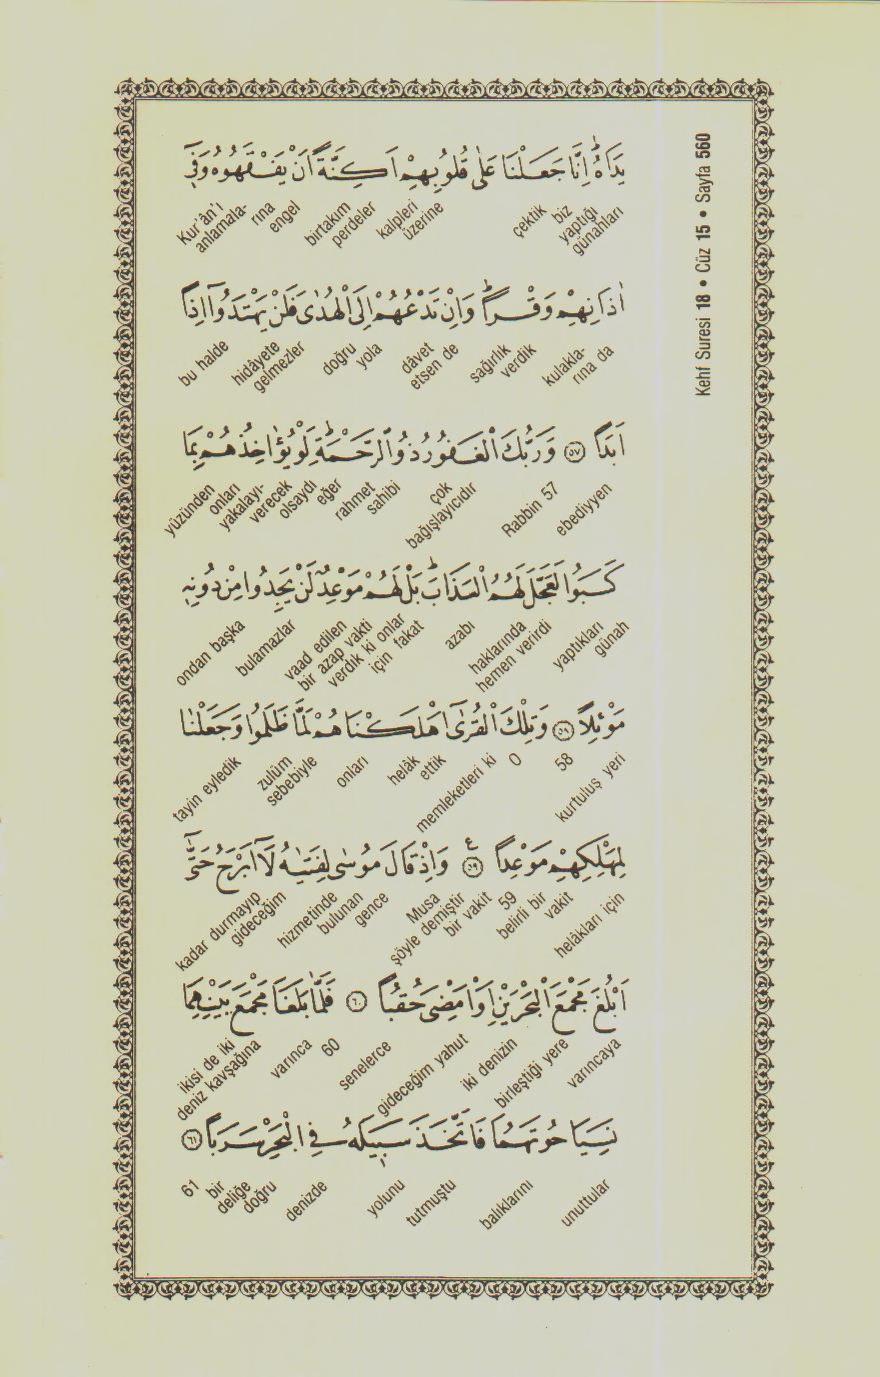 Kehf Suresi 18 • Cüz 15 • Sayfa 560
يَدَاهُۜ اِنَّا جَعَلْنَا عَلٰى قُلُوبِهِمْ اَكِنَّةً اَنْ يَفْقَهُوهُ وَف۪ٓي
günahları yaptığı biz çektik üzerine kalpleri perdeler birtakım engel rına anlamala- Kur'ân'ı
اٰذَانِهِمْ وَقْرًاۜ وَاِنْ تَدْعُهُمْ اِلَى الْهُدٰى فَلَنْ يَهْتَدُٓوا اِذًا
kulakla- rına da sağırlık verdik dâvet etsen de doğru yola hidâyete gelmezler bu halde
اَبَدًا ﴿٥٧﴾ وَرَبُّكَ الْغَفُورُ ذُو الرَّحْمَةِۜ لَوْ يُؤَاخِذُهُمْ بِمَا
ebediyyen 57 Rabbin çok bağışlayıcıdır rahmet sahibi eğer olsaydı verecek yakalayı- onları yüzünden
كَسَبُوا لَعَجَّلَ لَهُمُ الْعَذَابَۜ بَلْ لَهُمْ مَوْعِدٌ لَنْ يَجِدُوا مِنْ دُونِه۪
günah yaptıkları haklarında hemen verirdi azabı için fakat verdik ki onlar bir azap vakti vaad edilen bulamazlar ondan başka
مَوْئِلًا ﴿٥٨﴾ وَتِلْكَ الْقُرٰٓى اَهْلَكْنَاهُمْ لَمَّا ظَلَمُوا وَجَعَلْنَا
kurtuluş yeri 58 O memleketleri ki helâk ettik onları zulüm sebebiyle tayin eyledik
لِمَهْلِكِهِمْ مَوْعِدًا ﴿٥٩﴾ ع وَاِذْ قَالَ مُوسٰى لِفَتٰيهُ لَٓا اَبْرَحُ حَتّٰٓى
helâkları için belirli bir vakit 59 bir vakit şöyle demiştir Musa gence bulunan hizmetinde gideceğim kadar durmayıp
اَبْلُغَ مَجْمَعَ الْبَحْرَيْنِ اَوْ اَمْضِيَ حُقُبًا ﴿٦٠﴾ فَلَمَّا بَلَغَا مَجْمَعَ بَيْنِهِمَا
varıncaya birleştiği yere iki denizin gideceğim yahut senelerce 60 varınca deniz kavşağına ikisi de iki
نَسِيَا حُوتَهُمَا فَاتَّخَذَ سَب۪يلَهُ فِي الْبَحْرِ سَرَبًا ﴿٦١﴾
unuttular balıklarını tutmuştu yolunu denizde doğru deliğe bir 61